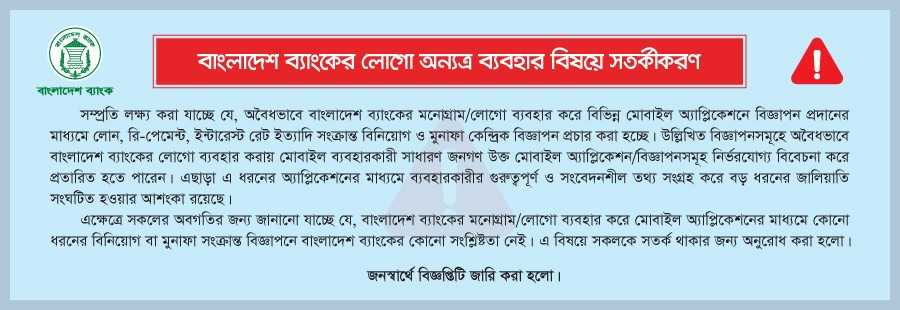 বাংলাদেশ ব্যাংক
বাংলাদেশ ব্যাংক
বাংলাদেশ ব্যাংকের লোগো অন্যত্র ব্যবহার বিষয়ে সতর্কীকরণ
সম্প্রতি লক্ষ্য করা যাচ্ছে যে, অবৈধভাবে বাংলাদেশ ব্যাংকের মনোগ্রাম/লোগো ব্যবহার করে বিভিন্ন মোবাইল অ্যাপ্লিকেশনে বিজ্ঞাপন প্রদানের
মাধ্যমে লোন, রি-পেমেন্ট, ইন্টারেস্ট রেট ইত্যাদি সংক্রান্ত বিনিয়োগ ও মুনাফা কেন্দ্রিক বিজ্ঞাপন প্রচার করা হচ্ছে। উল্লিখিত বিজ্ঞাপনসমূহে অবৈধভাবে
বাংলাদেশ ব্যাংকের লোগো ব্যবহার করায় মোবাইল ব্যবহারকারী সাধারণ জনগণ উক্ত মোবাইল অ্যাপ্লিকেশন/বিজ্ঞাপনসমূহ নির্ভরযোগ্য বিবেচনা করে
প্রতারিত হতে পারেন। এছাড়া এ ধরনের অ্যাপ্লিকেশনের মাধ্যমে ব্যবহারকারীর গুরুত্বপূর্ণ ও সংবেদনশীল তথ্য সংগ্রহ করে বড় ধরনের জালিয়াতি
সংঘটিত হওয়ার আশংকা রয়েছে।
এক্ষেত্রে সকলের অবগতির জন্য জানানো যাচ্ছে যে, বাংলাদেশ ব্যাংকের মনোগ্রাম/লোগো ব্যবহার করে মোবাইল অ্যাপ্লিকেশনের মাধ্যমে কোনো
ধরনের বিনিয়োগ বা মুনাফা সংক্রান্ত বিজ্ঞাপনে বাংলাদেশ ব্যাংকের কোনো সংশ্লিষ্টতা নেই। এ বিষয়ে সকলকে সতর্ক থাকার জন্য অনুরোধ করা হলো।
জনস্বার্থে বিজ্ঞপ্তিটি জারি করা হলো।